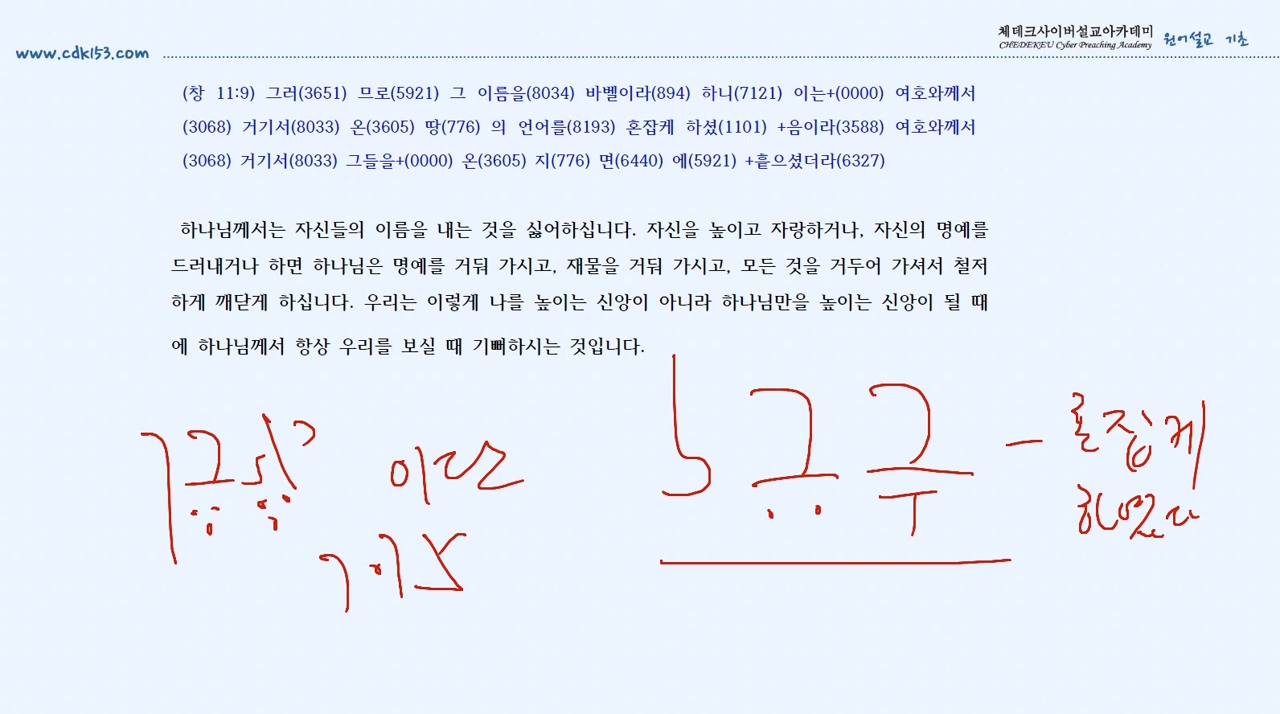 www.cdk153.com
체데크사이버설교아카데미 원어설교 기초
CHEDEKEU Cyber Preaching Academy
(창 11:9) 그러(3651) 므로(5921) 그 이름을(8034) 바벨이라(894) 하니(7121) 이는+(0000) 여호와께서
(3068) 거기서(8033) 온(3605) 땅(776) 의 언어를(8193) 혼잡케 하셨(1101) +음이라(3588) 여호와께서
(3068) 거기서(8033) 그들을+(0000) 온(3605) 지(776) 면(6440) 에(5921) +흩으셨더라(6327)
하나님께서는 자신들의 이름을 내는 것을 싫어하십니다. 자신을 높이고 자랑하거나, 자신의 명예를
드러내거나 하면 하나님은 명예를 거둬 가시고, 재물을 거둬 가시고, 모든 것을 거두어 가셔서 철저
하게 깨닫게 하십니다. 우리는 이렇게 나를 높이는 신앙이 아니라 하나님만을 높이는 신앙이 될 때
에 하나님께서 항상 우리를 보실 때 기뻐하시는 것입니다.
이단
혼잡케
하였다